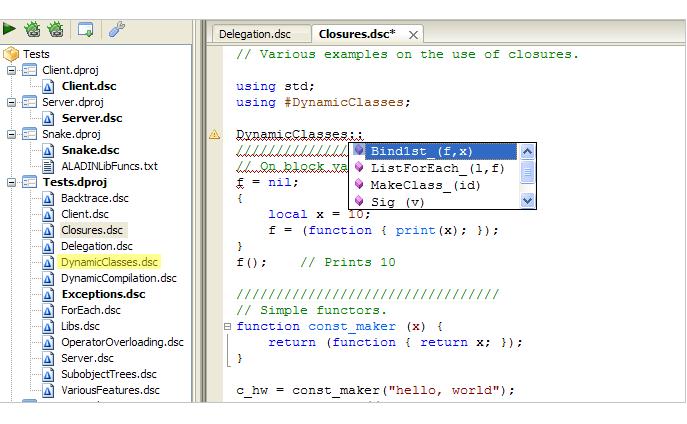 Tests
Client.dproj
Client.dsc
Server.dproj
Server.dsc
Snake.dproj
Snake.dsc
ALADINLibFuncs.txt
Tests.dproj
Backtrace.dsc
Client.dsc
Closures.dsc
Delegation.dsc
DynamicClasses.dsc
DynamicCompilation.dsc
Exceptions.dsc
ForEach.dsc
Libs.dsc
OperatorOverloading.dsc
Server.dsc
SubobjectTrees.dsc
VariousFeatures.dsc
Delegation.dsc Closures.dsc*
// Various examples on the use of closures.
using std;
using #DynamicClasses;
DynamicClasses::
///////////////
// On block va
f = nil;
{
local x = 10;
f = (function { print(x); });
}
f(); // Prints 10
Bind1st_(f,x)
ListForEach_(l,f)
MakeClass_(id)
Sig (v)
/////////////////////////////////
// Simple functors.
function const_maker (x) {
return (function { return x; });
}
c_hw = const_maker("hello, world");